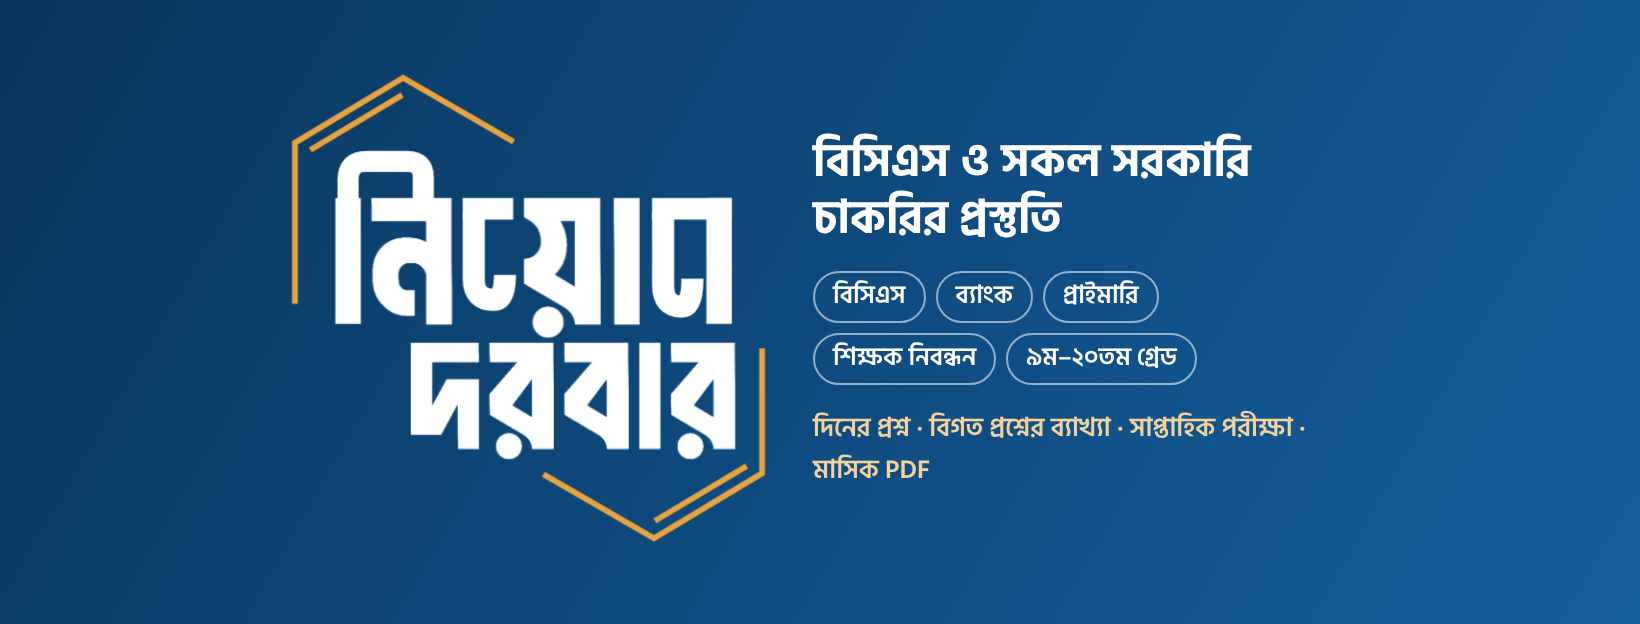 নিয়োগ
দরবার
বিসিএস ও সকল সরকারি
চাকরির প্রস্তুতি
বিসিএস
ব্যাংক
প্রাইমারি
শিক্ষক নিবন্ধন
৯ম–২০তম গ্রেড
দিনের প্রশ্ন · বিগত প্রশ্নের ব্যাখ্যা · সাপ্তাহিক পরীক্ষা ·
মাসিক PDF